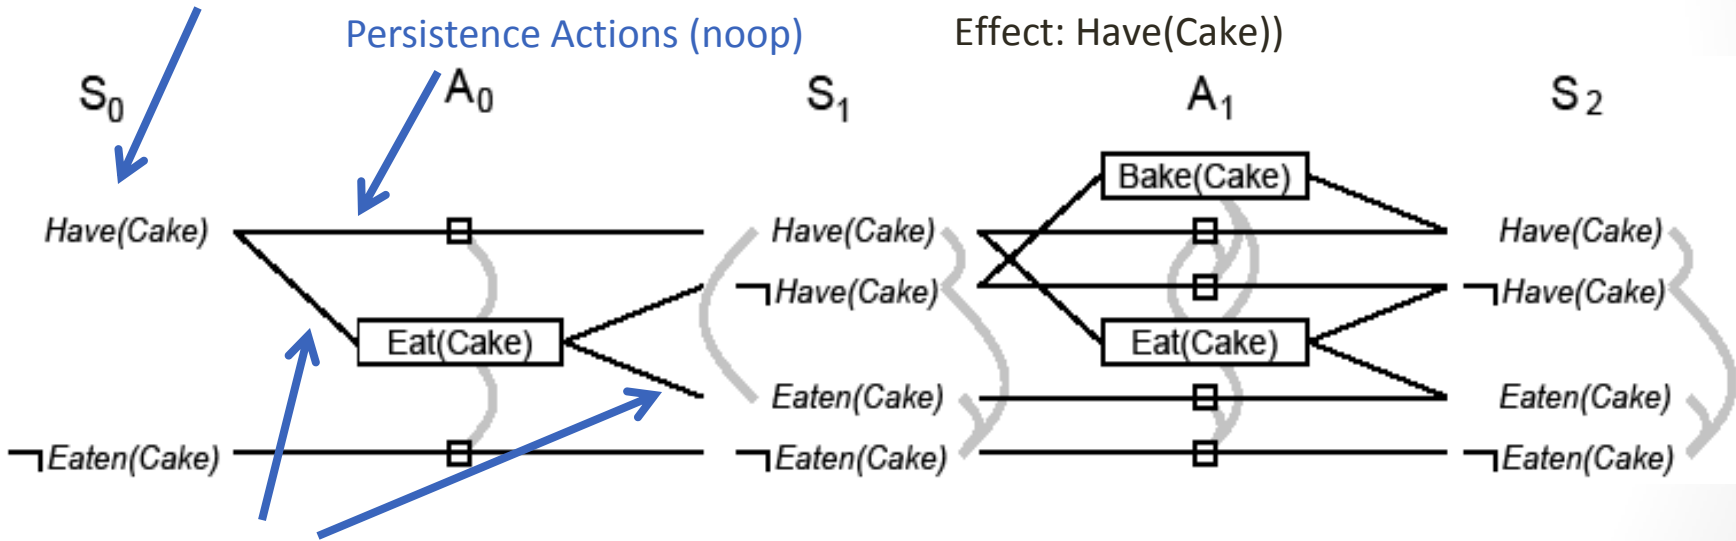 Persistence Actions (noop) Effect: Have(Cake))
S0 A0 S1 A1 S2
Bake(Cake)
Have(Cake) Have(Cake) Have(Cake)
¬Have(Cake) ¬Have(Cake)
Eat(Cake) Eat(Cake)
Eaten(Cake) Eaten(Cake)
¬Eaten(Cake) ¬Eaten(Cake) ¬Eaten(Cake)